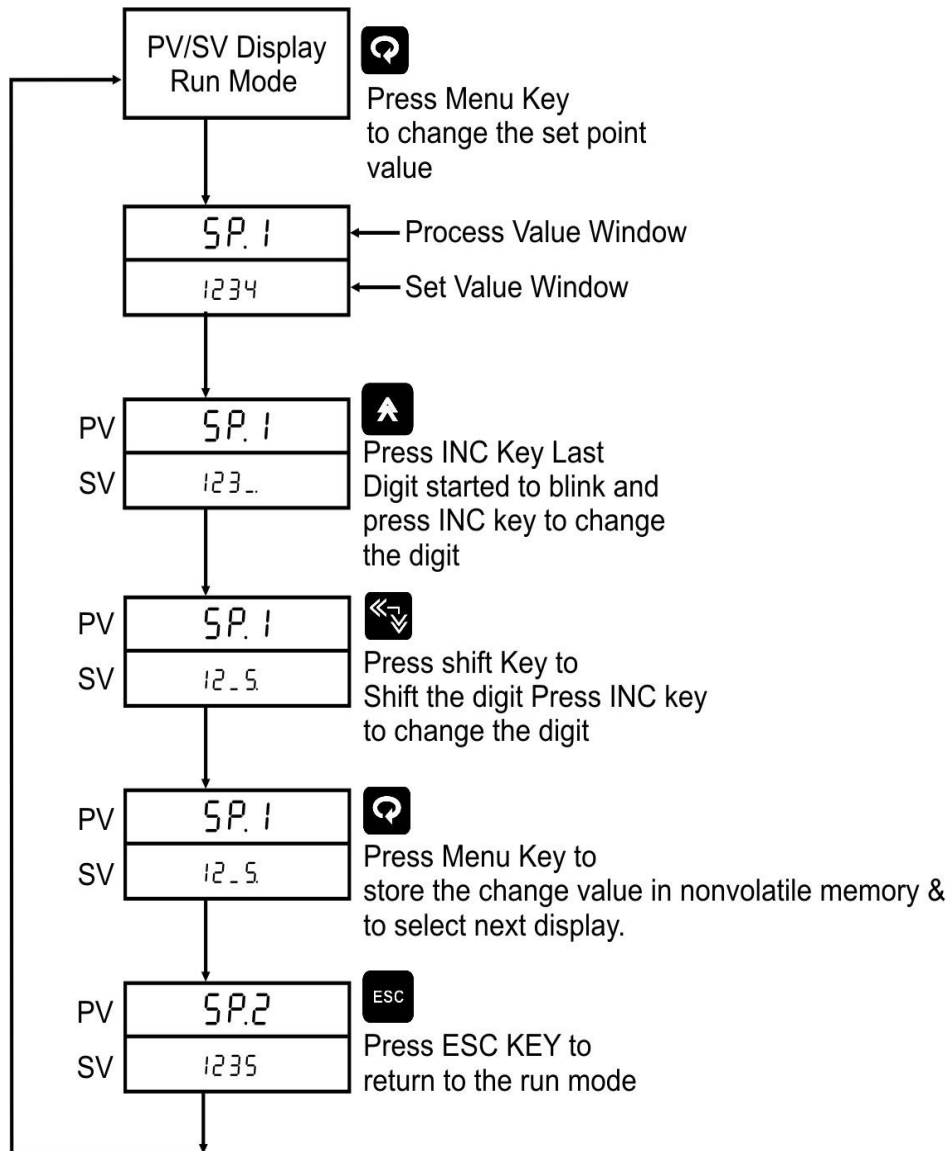 PV/SV Display
Run Mode
Press Menu Key
to change the set point
value
SP.1
Process Value Window
1234
Set Value Window
PV
SP.1
SV
123_.
Press INC Key Last
Digit started to blink and
press INC key to change
the digit
PV
SP.1
SV
12_5.
Press shift Key to
Shift the digit Press INC key
to change the digit
PV
SP.1
SV
12_5.
Press Menu Key to
store the change value in nonvolatile memory &
to select next display.
PV
SP.2
SV
1235
ESC
Press ESC KEY to
return to the run mode